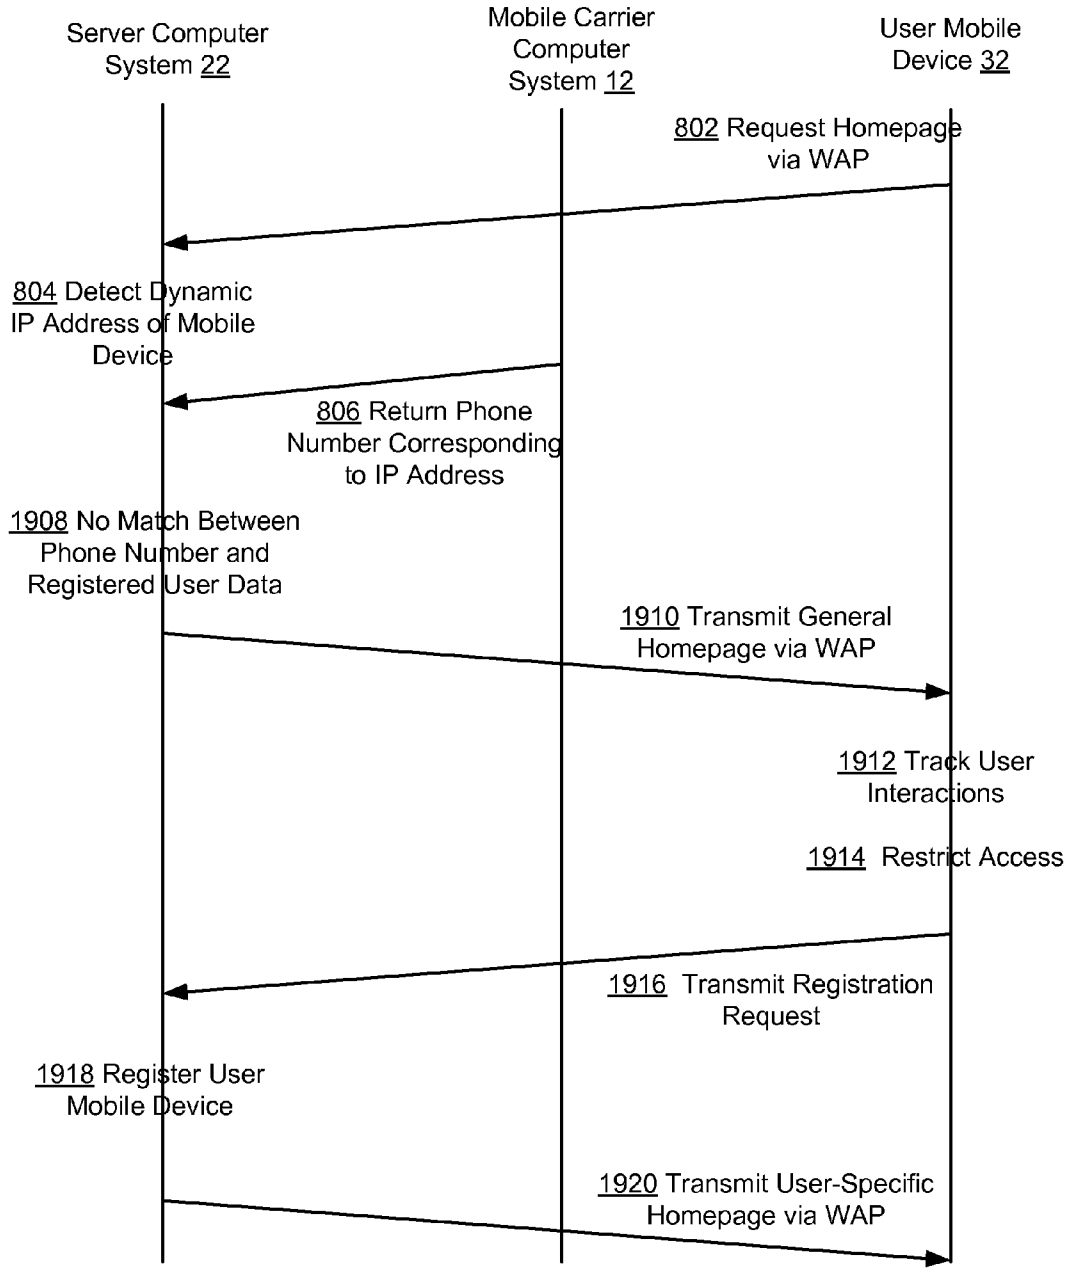 Server Computer
System 22
Mobile Carrier
Computer
System 12
User Mobile
Device 32
802 Request Homepage
via WAP
804 Detect Dynamic
IP Address of Mobile
Device
806 Return Phone
Number Corresponding
to IP Address
1908 No Match Between
Phone Number and
Registered User Data
1910 Transmit General
Homepage via WAP
1912 Track User
Interactions
1914 Restrict Access
1916 Transmit Registration
Request
1918 Register User
Mobile Device
1920 Transmit User-Specific
Homepage via WAP